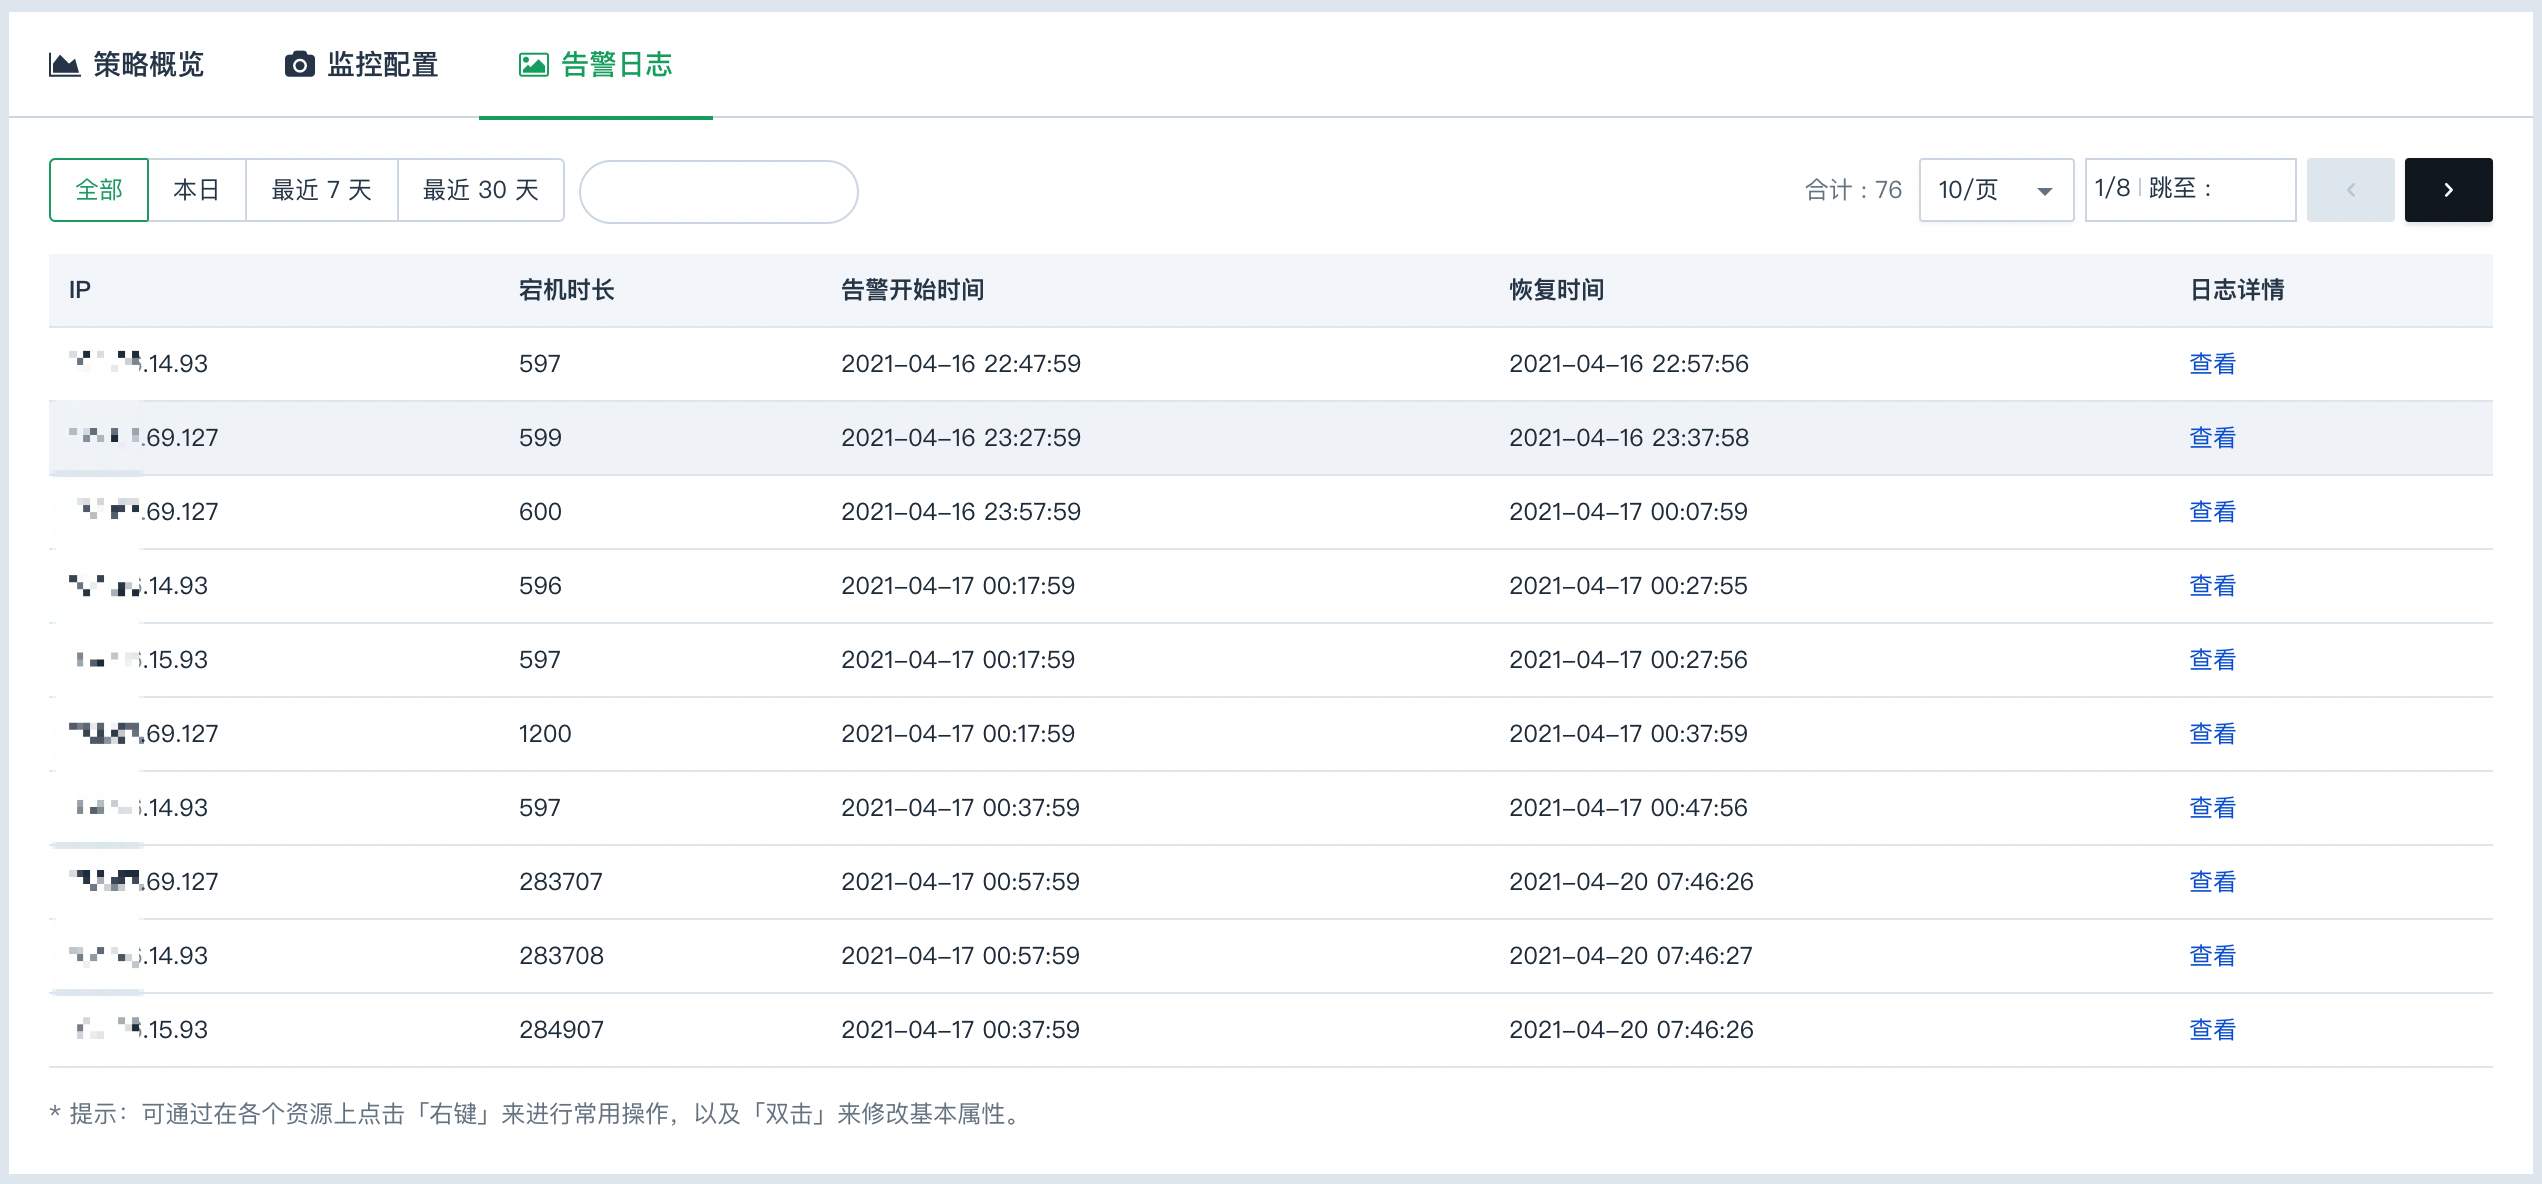 策略概览 监控配置 告警日志
全部 本日 最近 7 天 最近 30 天 合计 : 76 10/页 1/8 跳至 :
IP 宕机时长 告警开始时间 恢复时间 日志详情
.14.93 597 2021-04-16 22:47:59 2021-04-16 22:57:56 查看
.69.127 599 2021-04-16 23:27:59 2021-04-16 23:37:58 查看
.69.127 600 2021-04-16 23:57:59 2021-04-17 00:07:59 查看
.14.93 596 2021-04-17 00:17:59 2021-04-17 00:27:55 查看
.15.93 597 2021-04-17 00:17:59 2021-04-17 00:27:56 查看
.69.127 1200 2021-04-17 00:17:59 2021-04-17 00:37:59 查看
.14.93 597 2021-04-17 00:37:59 2021-04-17 00:47:56 查看
.69.127 283707 2021-04-17 00:57:59 2021-04-20 07:46:26 查看
.14.93 283708 2021-04-17 00:57:59 2021-04-20 07:46:27 查看
.15.93 284907 2021-04-17 00:37:59 2021-04-20 07:46:26 查看
* 提示：可通过在各个资源上点击「右键」来进行常用操作，以及「双击」来修改基本属性。